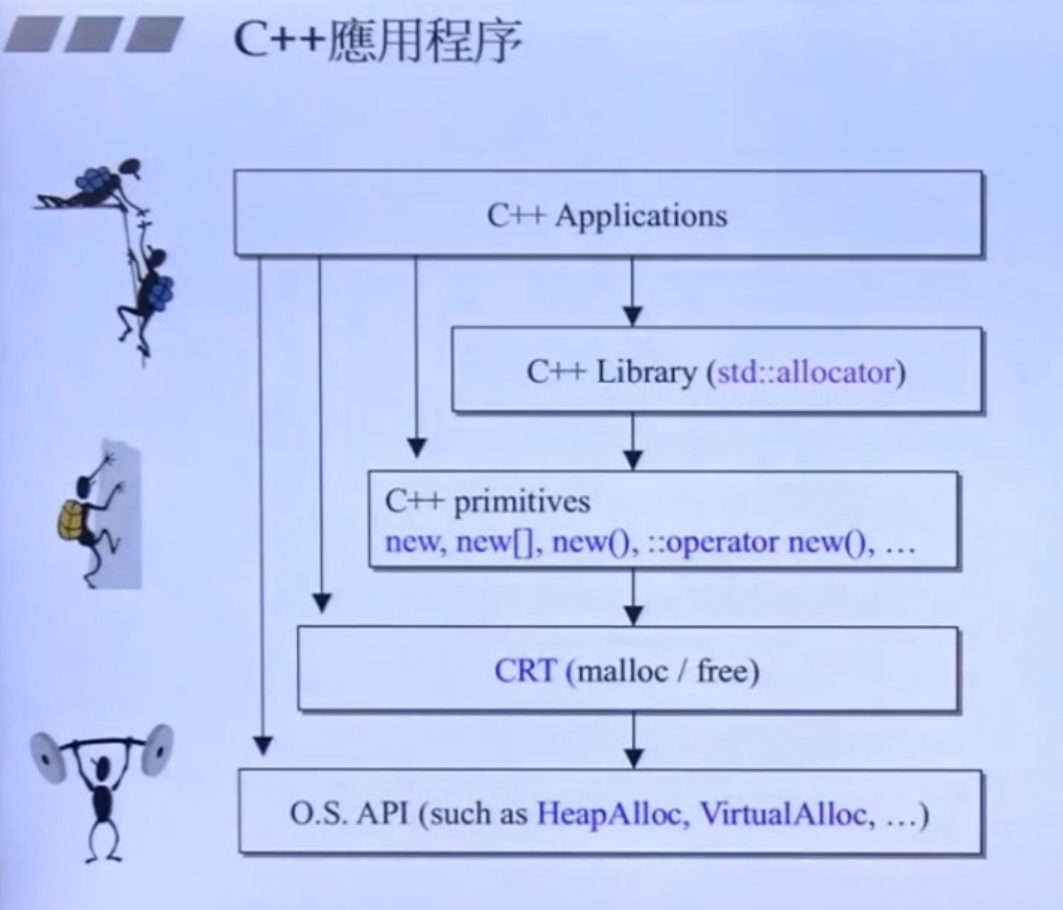 C++應用程序
C++ Applications
C++ Library (std::allocator)
C++ primitives
new, new[], new(), ::operator new(), …
CRT (malloc / free)
O.S. API (such as HeapAlloc, VirtualAlloc, …)